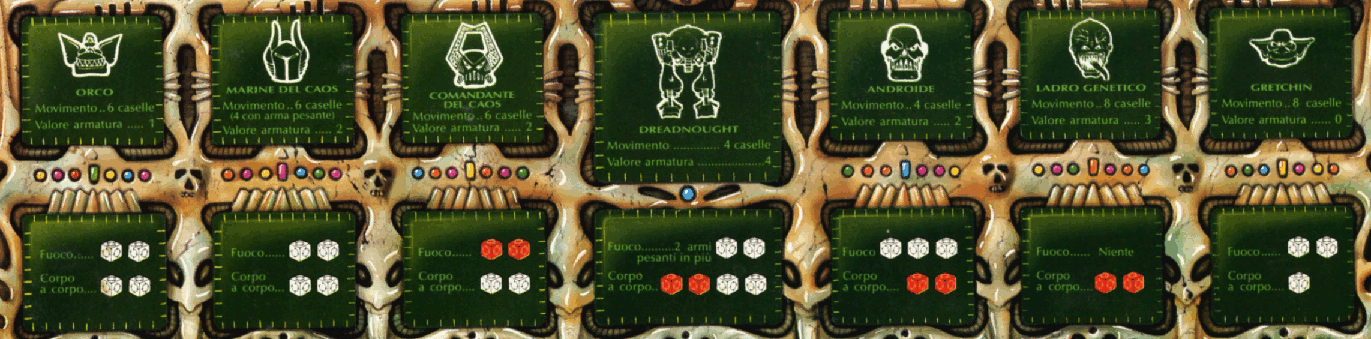 ORCO
Movimento.. 6 caselle
Valore armatura ..... 1
MARINE DEL CAOS
Movimento.. 6 caselle
(4 con arma pesante)
Valore armatura ..... 2
COMANDANTE
DEL CAOS
Movimento....6 caselle
Valore armatura ..... 2
DREADNOUGHT
Movimento ............... 4 caselle
Valore armatura ..................4
ANDROIDE
Movimento.. 4 caselle
Valore armatura ..... 2
LADRO GENETICO
Movimento.. 8 caselle
Valore armatura ..... 3
GRETCHIN
Movimento.. 8 caselle
Valore armatura ..... 0
Fuoco.....
Corpo
a corpo....
Fuoco......
Corpo
a corpo....
Fuoco......
Corpo
a corpo....
Fuoco.........2 armi
pesanti in più
Corpo
a corpo..
Fuoco
Corpo
a corpo....
Fuoco...... Niente
Corpo
a corpo....
Fuoco......
Corpo
a corpo....